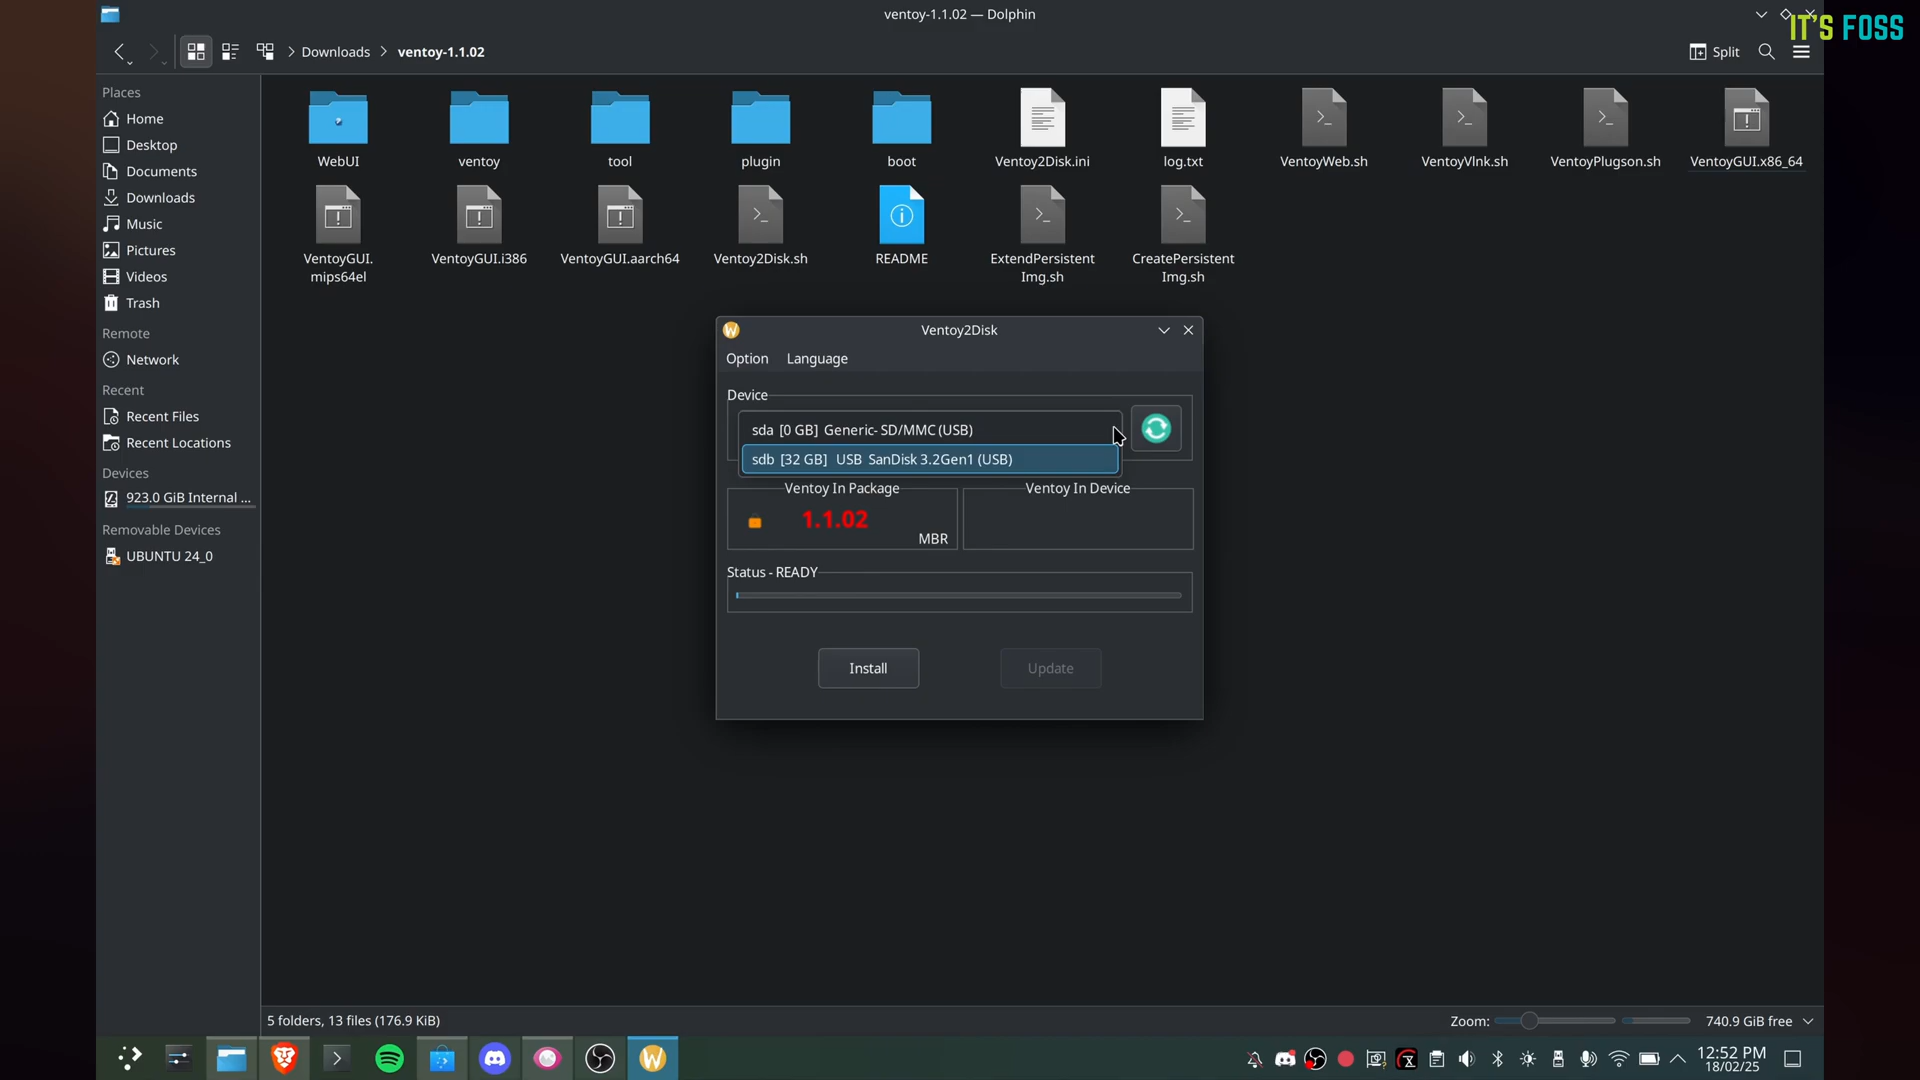 ventoy-1.1.02 — Dolphin
IT'S FOSS
Downloads
ventoy-1.1.02
Split
Places
Home
Desktop
Documents
Downloads
Music
Pictures
Videos
Trash
Remote
Network
Recent
Recent Files
Recent Locations
Devices
923.0 GiB Internal ...
Removable Devices
UBUNTU 24_0
WebUI
ventoy
tool
plugin
boot
Ventoy2Disk.ini
log.txt
VentoyWeb.sh
VentoyVlnk.sh
VentoyPlugson.sh
VentoyGUI.x86_64
VentoyGUI.
mips64el
VentoyGUI.i386
VentoyGUI.aarch64
Ventoy2Disk.sh
README
ExtendPersistent
Img.sh
CreatePersistent
Img.sh
Ventoy2Disk
Option
Language
Device
sda [0 GB] Generic- SD/MMC (USB)
sdb [32 GB] USB SanDisk 3.2Gen1 (USB)
Ventoy In Package
1.1.02
MBR
Ventoy In Device
Status - READY
Install
Update
5 folders, 13 files (176.9 KiB)
Zoom:
740.9 GiB free
12:52 PM
18/02/25